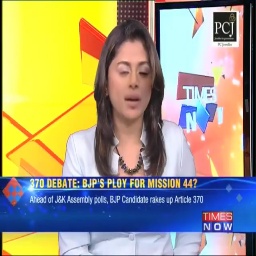 PCJ
TIMES
N W
370 DEBATE: BJP'S PLOY FOR MISSION 44?
Ahead of J&K Assembly polls, BJP Candidate rakes up Article 370
TIMES
NOW